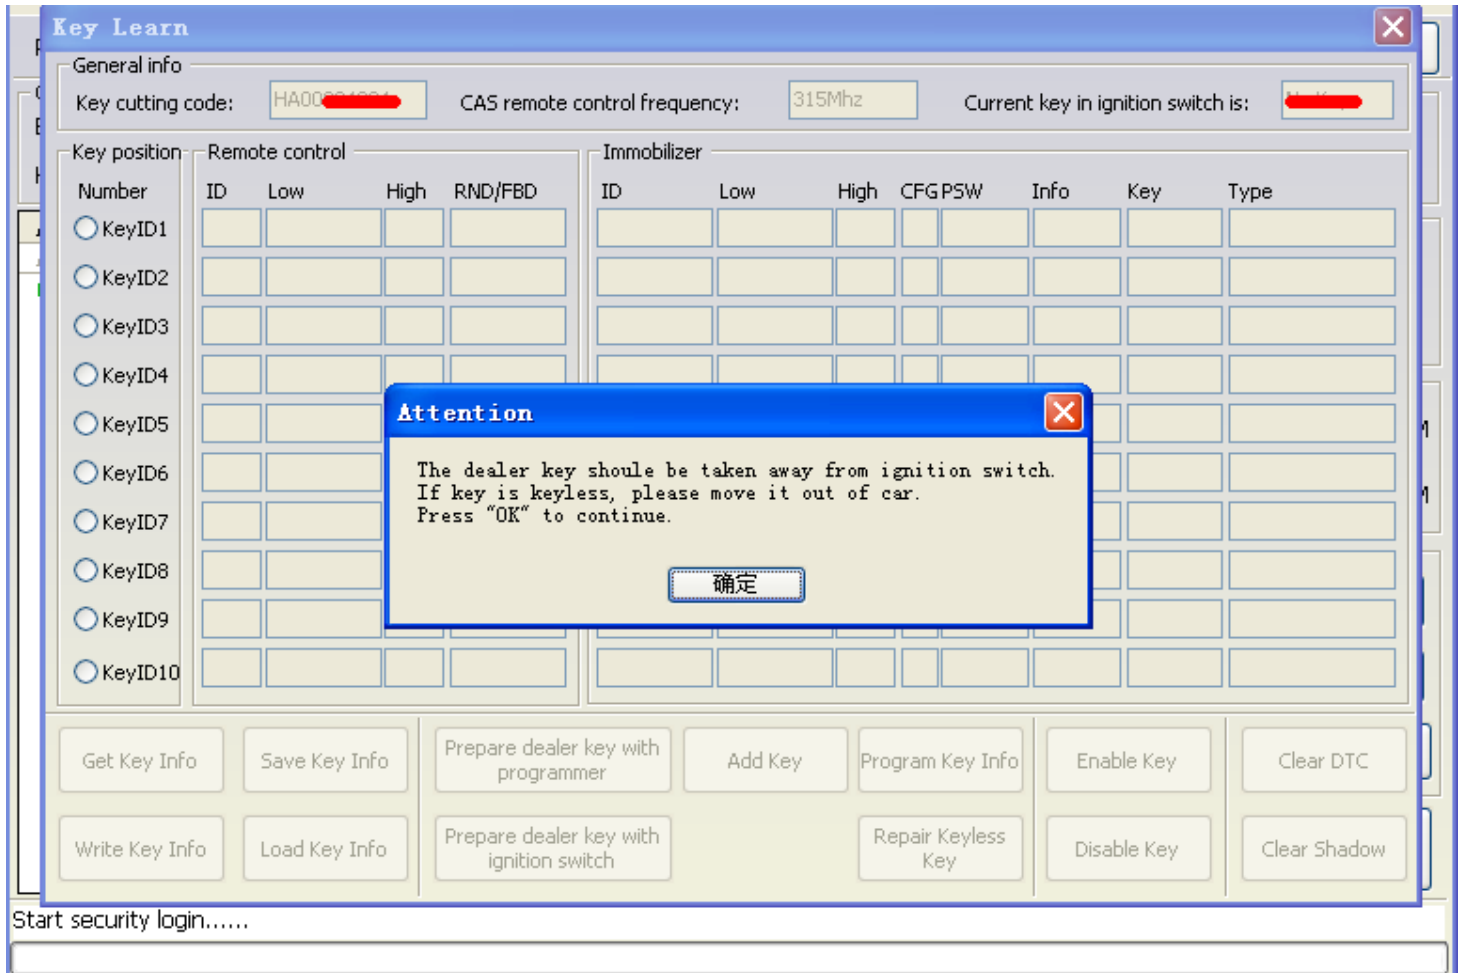 Key Learn
General info
Key cutting code: HA00
CAS remote control frequency: 315Mhz
Current key in ignition switch is:
Key position
Remote control
Immobilizer
Number ID Low High RND/FBD ID Low High CFG PSW Info Key Type
KeyID1
KeyID2
KeyID3
KeyID4
KeyID5
KeyID6
KeyID7
KeyID8
KeyID9
KeyID10
Attention
The dealer key shoule be taken away from ignition switch.
If key is keyless, please move it out of car.
Press "OK" to continue.
确定
Get Key Info
Save Key Info
Prepare dealer key with
programmer
Add Key
Program Key Info
Enable Key
Clear DTC
Write Key Info
Load Key Info
Prepare dealer key with
ignition switch
Repair Keyless
Key
Disable Key
Clear Shadow
Start security login......